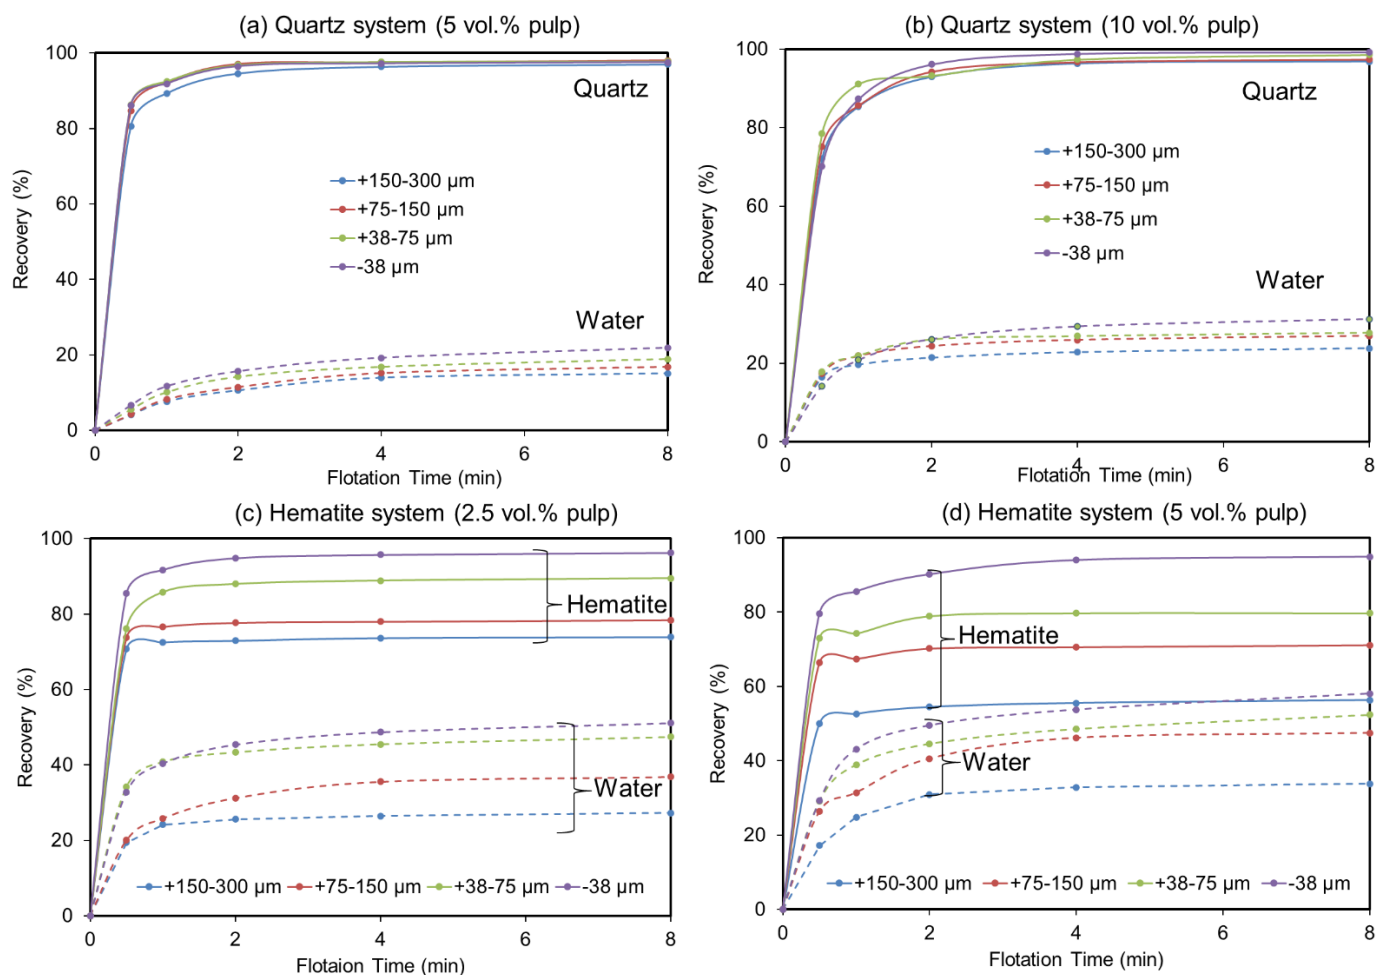 (a) Quartz system (5 vol.% pulp)
100
80
60
40
20
0
Recovery (%)
Quartz
+150-300 µm
+75-150 µm
+38-75 µm
-38 µm
Water
0 2 4 6 8
Flotation Time (min)
(b) Quartz system (10 vol.% pulp)
100
80
60
40
20
0
Recovery (%)
Quartz
+150-300 µm
+75-150 µm
+38-75 µm
-38 µm
Water
0 2 4 6 8
Flotation Time (min)
(c) Hematite system (2.5 vol.% pulp)
100
80
60
40
20
0
Recovery (%)
Hematite
Water
+150-300 µm +75-150 µm +38-75 µm -38 µm
0 2 4 6 8
Flotaion Time (min)
(d) Hematite system (5 vol.% pulp)
100
80
60
40
20
0
Recovery (%)
Hematite
Water
+150-300 µm +75-150 µm +38-75 µm -38 µm
0 2 4 6 8
Flotation Time (min)